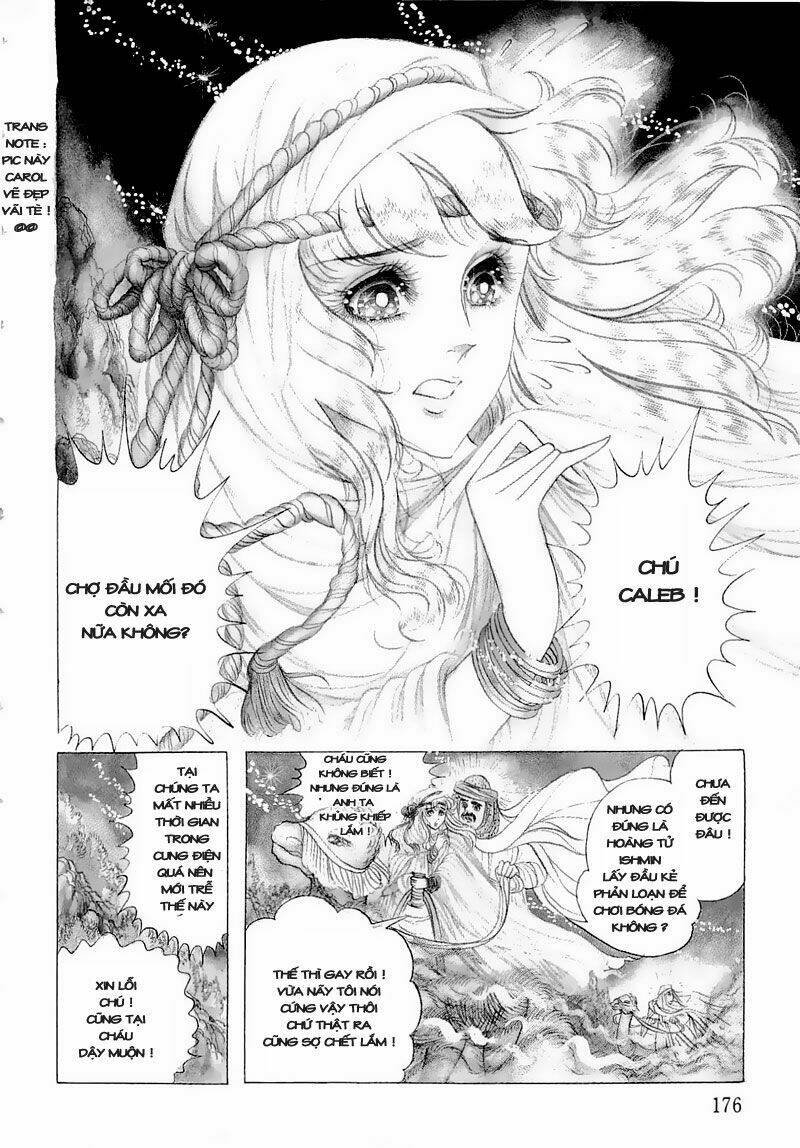 TRANS
NOTE :
PIC NÀY
CAROL
VẼ ĐẸP
VÃI TÈ !
@@
CHÚ
CALEB !
CHỢ ĐẦU MỐI ĐÓ
CÒN XA
NỮA KHÔNG?
CHƯA
ĐẾN
ĐƯỢC
ĐÂU !
NHƯNG CÓ
ĐÚNG LÀ
HOÀNG TỬ
ISHMIN
LẤY ĐẦU KẺ
PHẢN LOẠN ĐỂ
CHƠI BÓNG ĐÁ
KHÔNG ?
CHÁU CŨNG
KHÔNG BIẾT !
NHƯNG ĐÚNG LÀ
ANH TA
KHỦNG KHIẾP
LẮM !
THẾ THÌ GAY RỒI !
VỪA NÃY TÔI NÓI
CỨNG VẬY THÔI
CHỨ THẬT RA
CŨNG SỢ CHẾT LẮM !
TẠI
CHÚNG TA
MẤT NHIỀU
THỜI GIAN
TRONG
CUNG ĐIỆN
QUÁ NÊN
MỚI TRỄ
THẾ NÀY
XIN LỖI
CHÚ !
CŨNG TẠI
CHÁU
DẬY MUỘN !
176